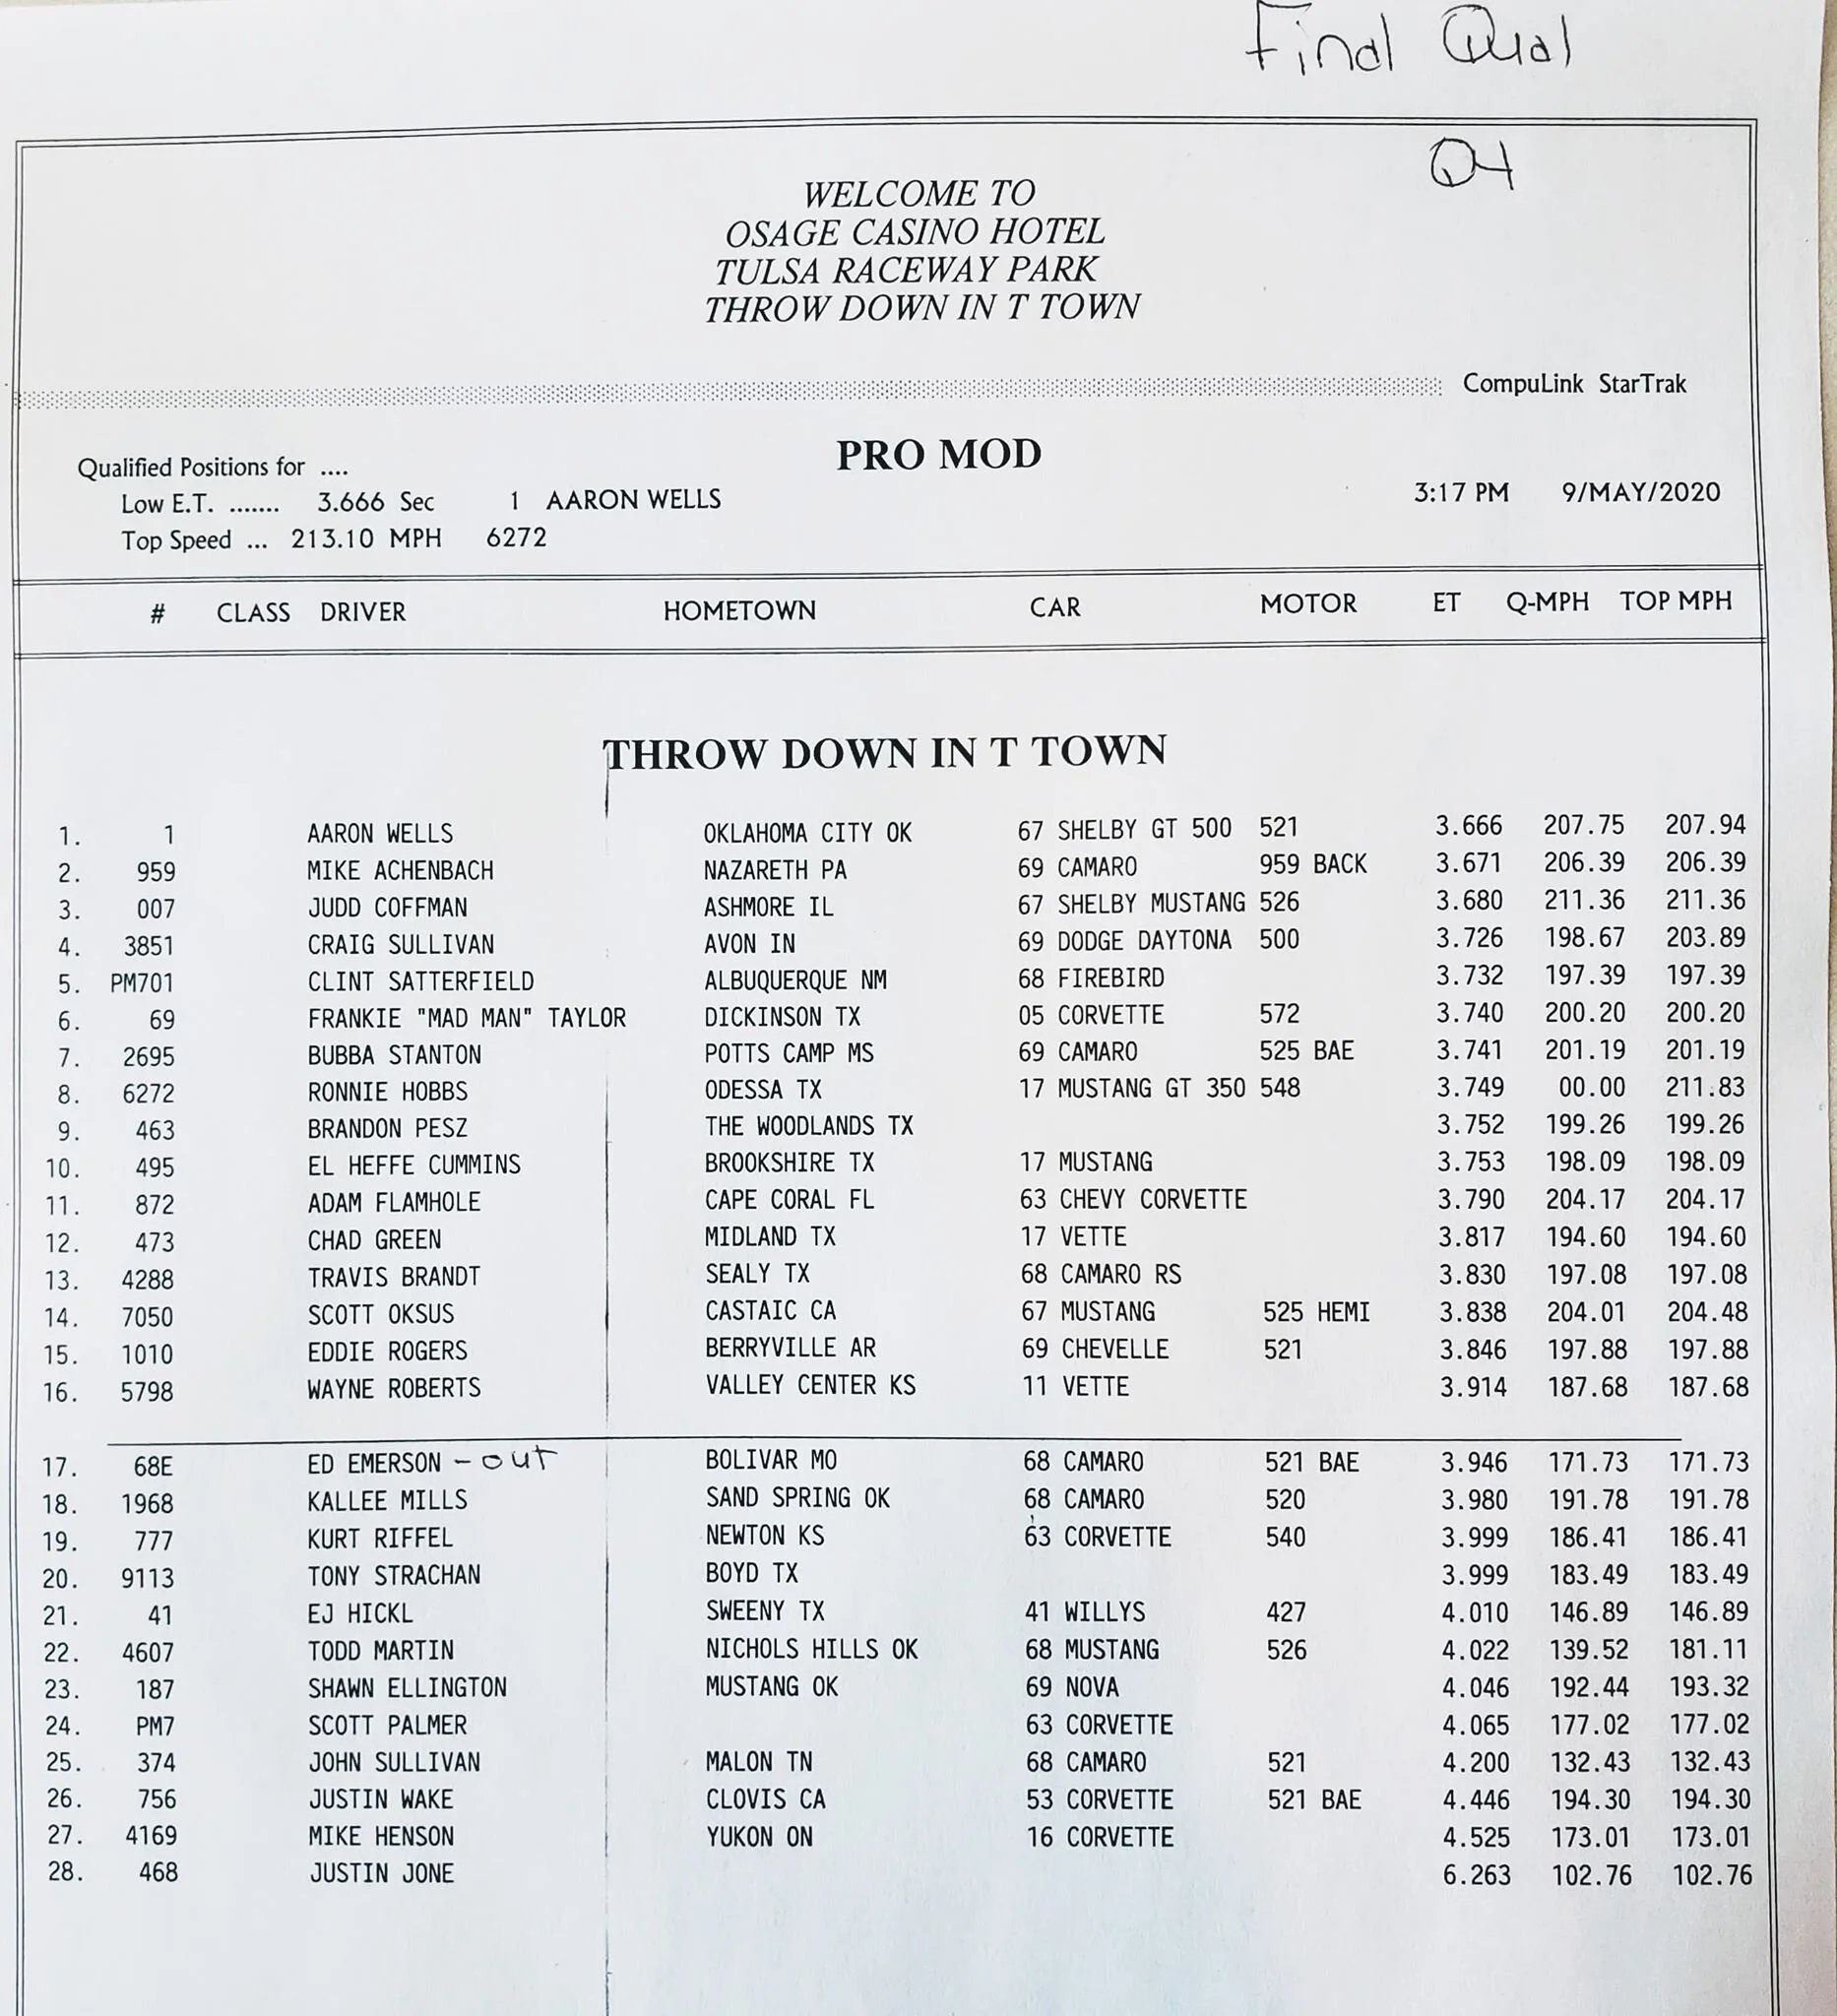 Final Qual
Q4
WELCOME TO
OSAGE CASINO HOTEL
TULSA RACEWAY PARK
THROW DOWN IN T TOWN
CompuLink StarTrak
PRO MOD
Qualified Positions for ....
Low E.T. ....... 3.666 Sec 1 AARON WELLS 3:17 PM 9/MAY/2020
Top Speed ... 213.10 MPH 6272
# CLASS DRIVER HOMETOWN CAR MOTOR ET Q-MPH TOP MPH
THROW DOWN IN T TOWN
1. 1 AARON WELLS OKLAHOMA CITY OK 67 SHELBY GT 500 521 3.666 207.75 207.94
2. 959 MIKE ACHENBACH NAZARETH PA 69 CAMARO 959 BACK 3.671 206.39 206.39
3. 007 JUDD COFFMAN ASHMORE IL 67 SHELBY MUSTANG 526 3.680 211.36 211.36
4. 3851 CRAIG SULLIVAN AVON IN 69 DODGE DAYTONA 500 3.726 198.67 203.89
5. PM701 CLINT SATTERFIELD ALBUQUERQUE NM 68 FIREBIRD 3.732 197.39 197.39
6. 69 FRANKIE "MAD MAN" TAYLOR DICKINSON TX 05 CORVETTE 572 3.740 200.20 200.20
7. 2695 BUBBA STANTON POTTS CAMP MS 69 CAMARO 525 BAE 3.741 201.19 201.19
8. 6272 RONNIE HOBBS ODESSA TX 17 MUSTANG GT 350 548 3.749 00.00 211.83
9. 463 BRANDON PESZ THE WOODLANDS TX 3.752 199.26 199.26
10. 495 EL HEFFE CUMMINS BROOKSHIRE TX 17 MUSTANG 3.753 198.09 198.09
11. 872 ADAM FLAMHOLE CAPE CORAL FL 63 CHEVY CORVETTE 3.790 204.17 204.17
12. 473 CHAD GREEN MIDLAND TX 17 VETTE 3.817 194.60 194.60
13. 4288 TRAVIS BRANDT SEALY TX 68 CAMARO RS 3.830 197.08 197.08
14. 7050 SCOTT OKSUS CASTAIC CA 67 MUSTANG 525 HEMI 3.838 204.01 204.48
15. 1010 EDDIE ROGERS BERRYVILLE AR 69 CHEVELLE 521 3.846 197.88 197.88
16. 5798 WAYNE ROBERTS VALLEY CENTER KS 11 VETTE 3.914 187.68 187.68
17. 68E ED EMERSON - out BOLIVAR MO 68 CAMARO 521 BAE 3.946 171.73 171.73
18. 1968 KALLEE MILLS SAND SPRING OK 68 CAMARO 520 3.980 191.78 191.78
19. 777 KURT RIFFEL NEWTON KS 63 CORVETTE 540 3.999 186.41 186.41
20. 9113 TONY STRACHAN BOYD TX 3.999 183.49 183.49
21. 41 EJ HICKL SWEENY TX 41 WILLYS 427 4.010 146.89 146.89
22. 4607 TODD MARTIN NICHOLS HILLS OK 68 MUSTANG 526 4.022 139.52 181.11
23. 187 SHAWN ELLINGTON MUSTANG OK 69 NOVA 4.046 192.44 193.32
24. PM7 SCOTT PALMER 63 CORVETTE 4.065 177.02 177.02
25. 374 JOHN SULLIVAN MALON TN 68 CAMARO 521 4.200 132.43 132.43
26. 756 JUSTIN WAKE CLOVIS CA 53 CORVETTE 521 BAE 4.446 194.30 194.30
27. 4169 MIKE HENSON YUKON ON 16 CORVETTE 4.525 173.01 173.01
28. 468 JUSTIN JONE 6.263 102.76 102.76